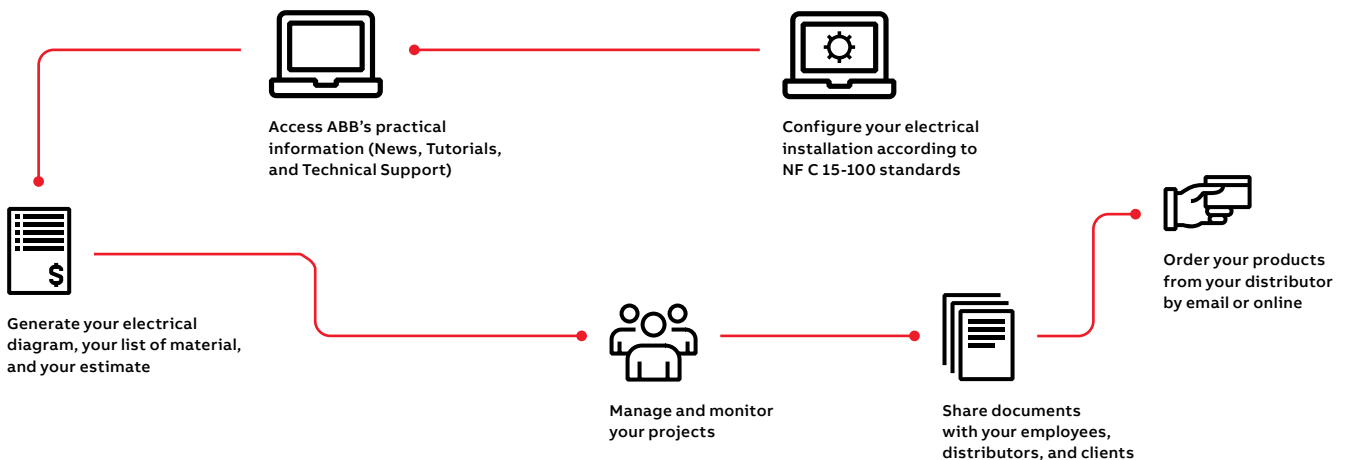 Access ABB's practical
information (News, Tutorials,
and Technical Support)
Configure your electrical
installation according to
NF C 15-100 standards
Order your products
from your distributor
by email or online
$
Generate your electrical
diagram, your list of material,
and your estimate
Manage and monitor
your projects
Share documents
with your employees,
distributors, and clients